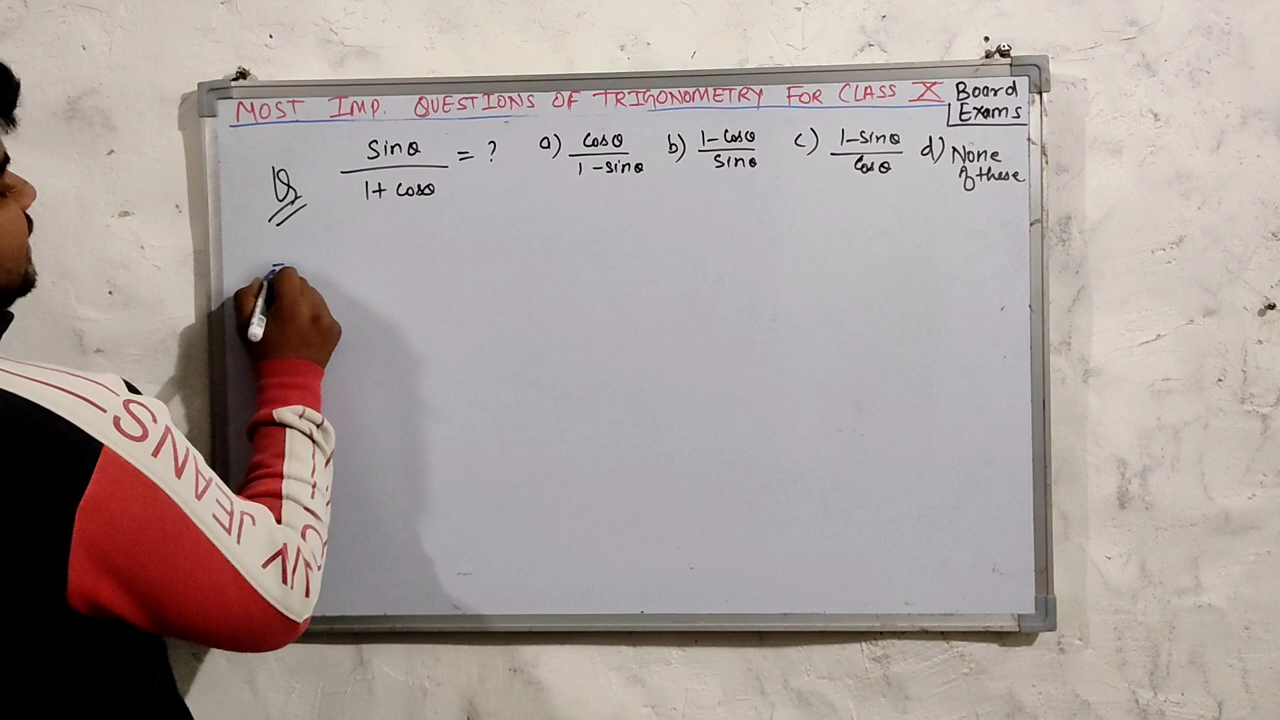 MOST IMP. QUESTIONS OF TRIGONOMETRY FOR CLASS X Board Exams
Q sinθ / 1+ cosθ = ? a) cosθ / 1-sinθ b) 1-cosθ / sinθ c) 1-sinθ / cosθ d) None of these
JEANS